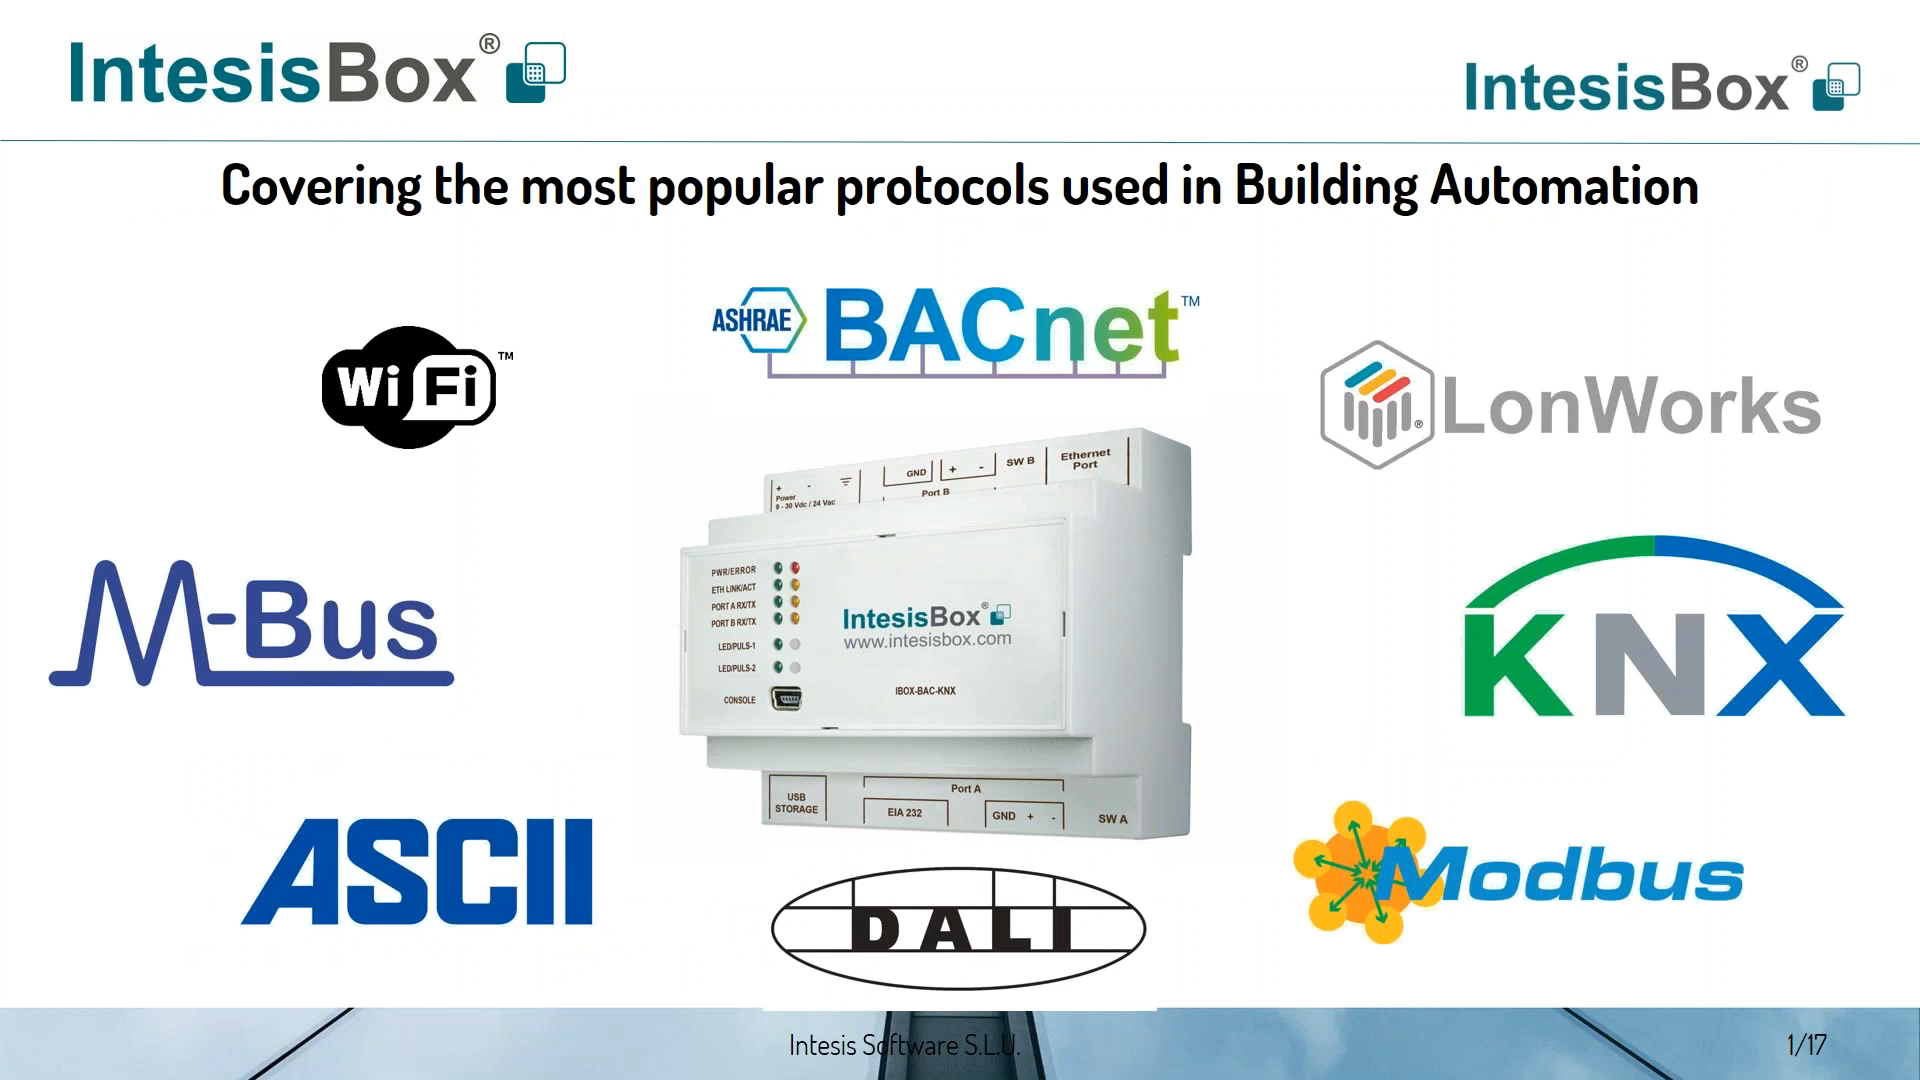 IntesisBox®
IntesisBox®
Covering the most popular protocols used in Building Automation
ASHRAE BACnet™
WiFi™
LonWorks®
M-Bus
KNX
ASCII
Modbus
DALI
+ -
Power
9 - 30 Vdc / 24 Vac
GND + -
Port B
SW B
Ethernet
Port
PWR/ERROR
ETH LINK/ACT
PORT A RX/TX
PORT B RX/TX
LED/PULS-1
LED/PULS-2
CONSOLE
IntesisBox®
www.intesisbox.com
IBOX-BAC-KNX
USB
STORAGE
Port A
EIA 232
GND + -
SW A
Intesis Software S.L.U.
1/17